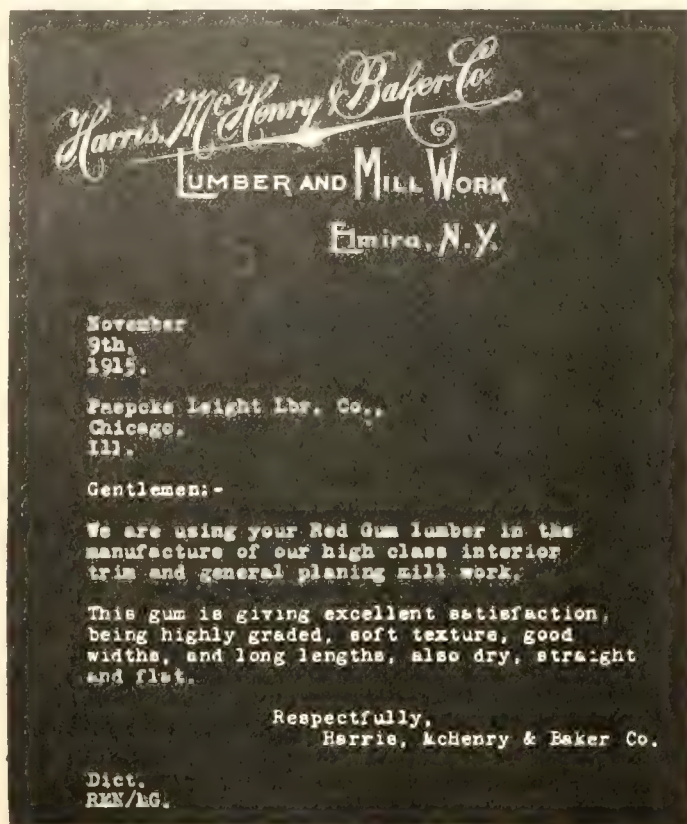 Harris, McHenry & Baker Co.
LUMBER AND MILL WORK
Elmira, N.Y.
November
9th,
1915.
Paepcke Leight Lbr. Co.,
Chicago,
Ill.
Gentlemen:-
We are using your Red Gum lumber in the
manufacture of our high class interior
trim and general planing mill work.
This gum is giving excellent satisfaction,
being highly graded, soft texture, good
widths, and long lengths, also dry, straight
and flat.
Respectfully,
Harris, McHenry & Baker Co.
Dict.